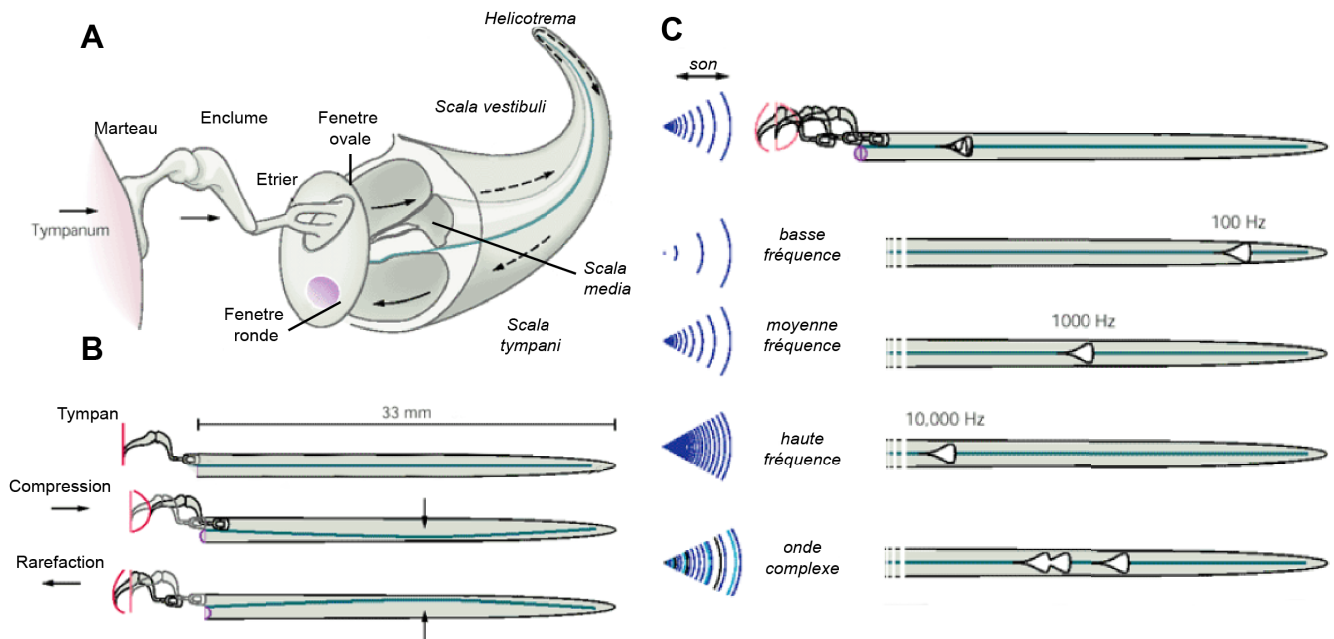 A
Helicotrema
Scala vestibuli
Enclume
Fenetre
ovale
Marteau
Etrier
Tympanum
Scala
media
Fenetre
ronde
Scala
tympani
B
Tympan
33 mm
Compression
Rarefaction
C
son
100 Hz
basse
fréquence
1000 Hz
moyenne
fréquence
10,000 Hz
haute
fréquence
onde
complexe